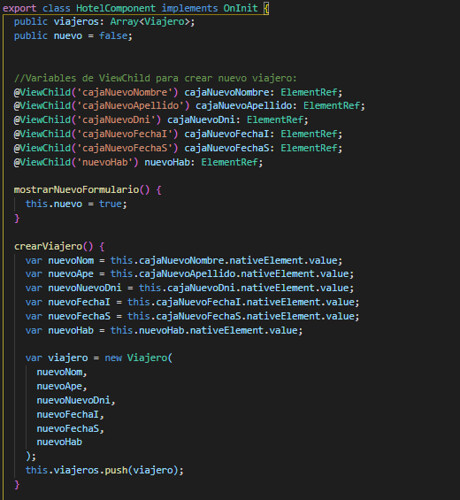 export class HotelComponent implements OnInit {
public viajeros: Array<Viajero>;
public nuevo = false;
//Variables de ViewChild para crear nuevo viajero:
@ViewChild('cajaNuevoNombre') cajaNuevoNombre: ElementRef;
@ViewChild('cajaNuevoApellido') cajaNuevoApellido: ElementRef;
@ViewChild('cajaNuevoDni') cajaNuevoDni: ElementRef;
@ViewChild('cajaNuevoFechaI') cajaNuevoFechaI: ElementRef;
@ViewChild('cajaNuevoFechaS') cajaNuevoFechaS: ElementRef;
@ViewChild('nuevoHab') nuevoHab: ElementRef;
mostrarNuevoFormulario() {
this.nuevo = true;
}
crearViajero() {
var nuevoNom = this.cajaNuevoNombre.nativeElement.value;
var nuevoApe = this.cajaNuevoApellido.nativeElement.value;
var nuevoNuevoDni = this.cajaNuevoDni.nativeElement.value;
var nuevoFechaI = this.cajaNuevoFechaI.nativeElement.value;
var nuevoFechaS = this.cajaNuevoFechaS.nativeElement.value;
var nuevoHab = this.nuevoHab.nativeElement.value;
var viajero = new Viajero(
nuevoNom,
nuevoApe,
nuevoNuevoDni,
nuevoFechaI,
nuevoFechaS,
nuevoHab
);
this.viajeros.push(viajero);
}